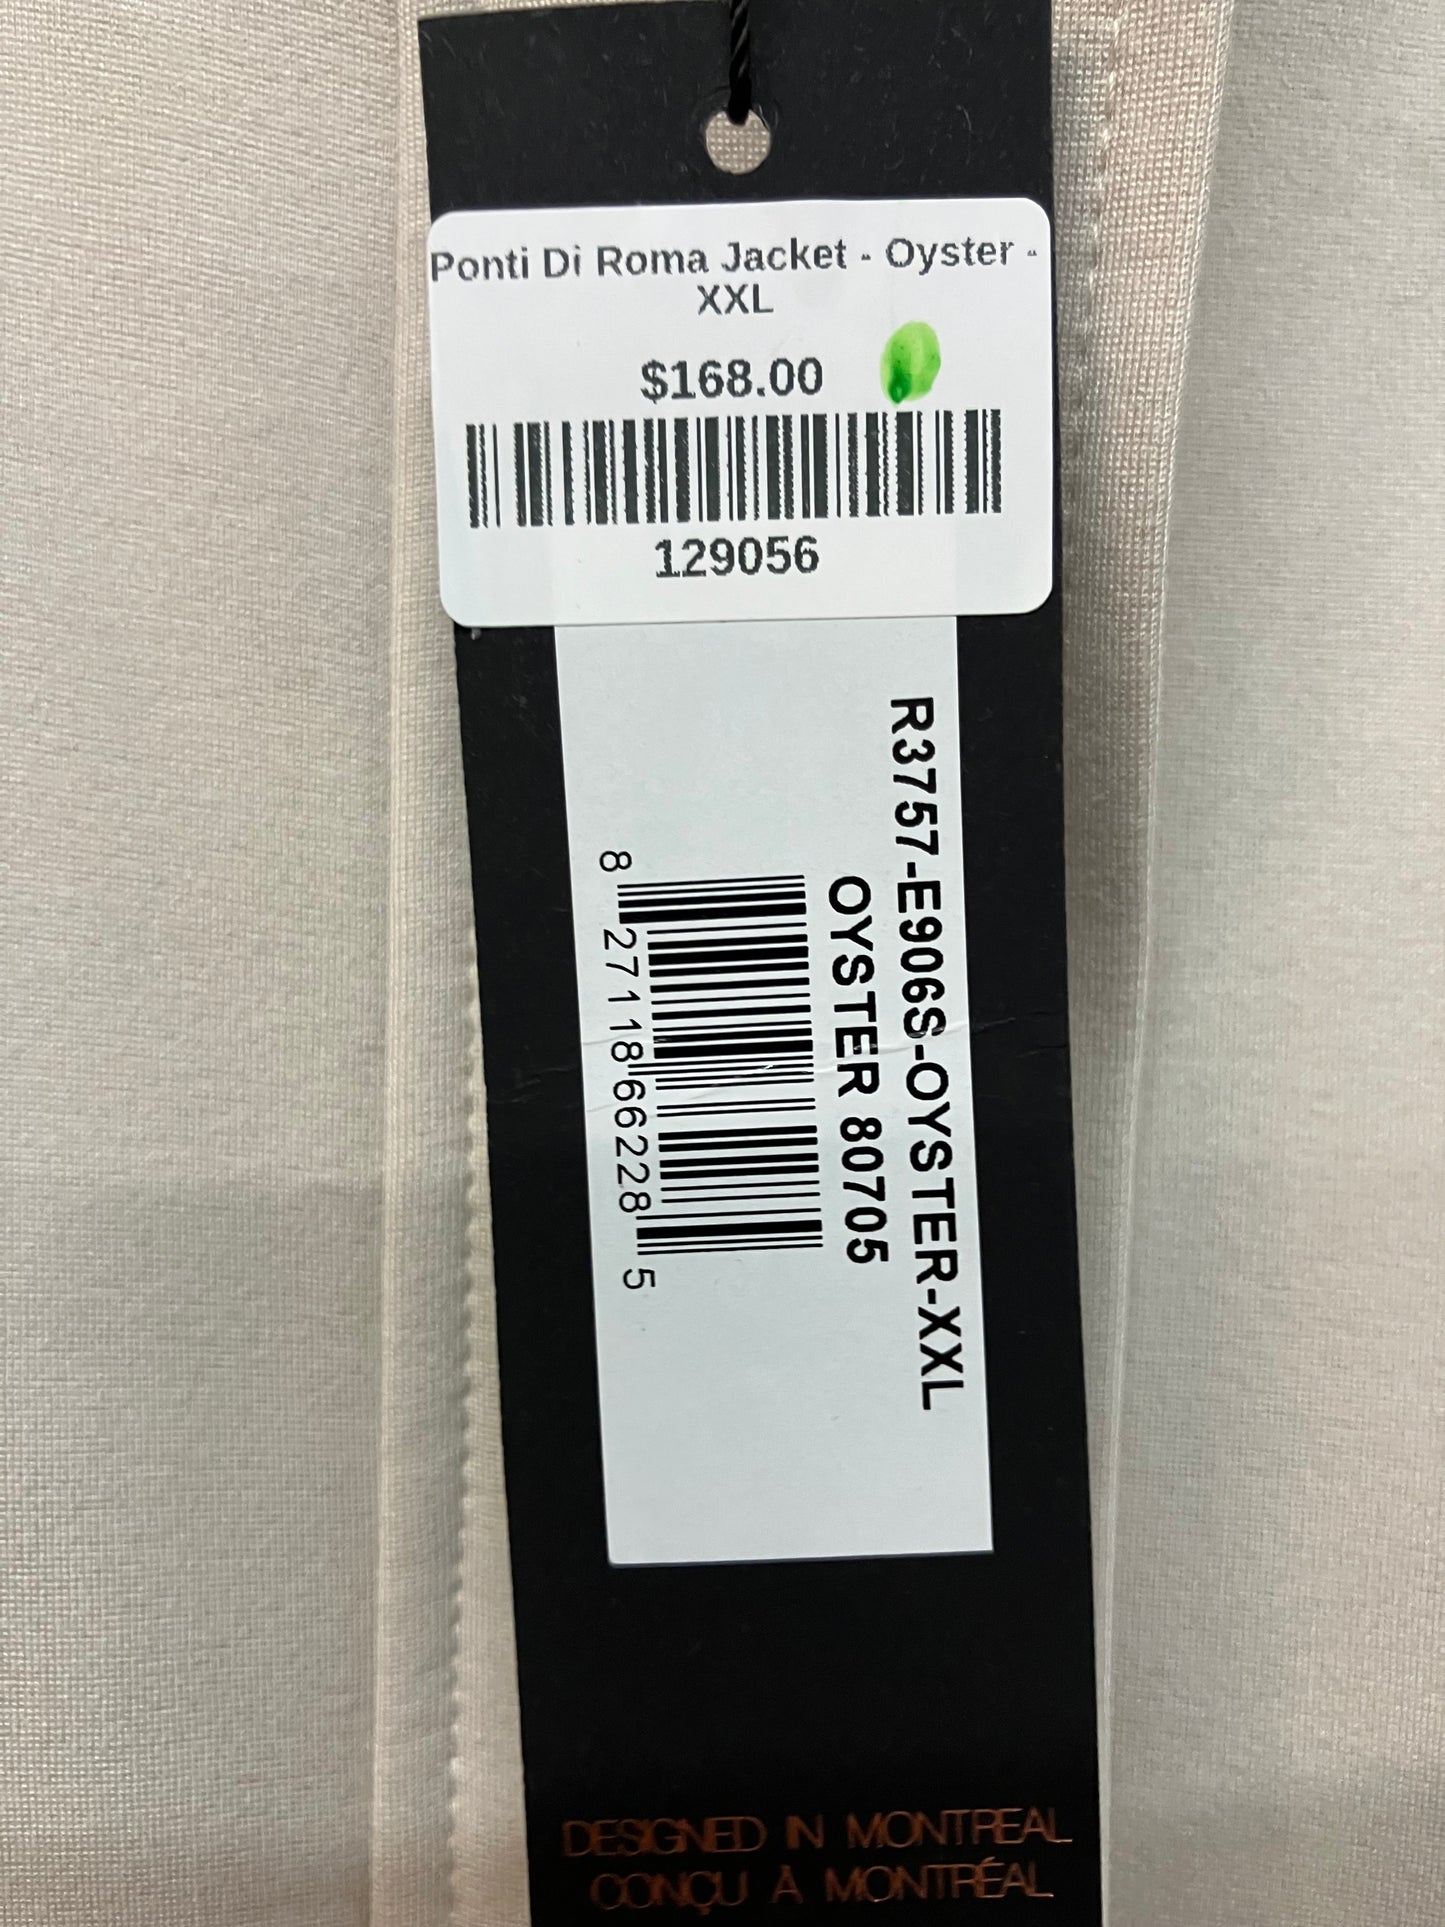 Ponti Di Roma Jacket - Oyster -
XXL
$168.00
129056
R3757-E906S-OYSTER-XXL
OYSTER 80705
8 27118 66228 5
DESIGNED IN MONTREAL
CONÇU À MONTRÉAL